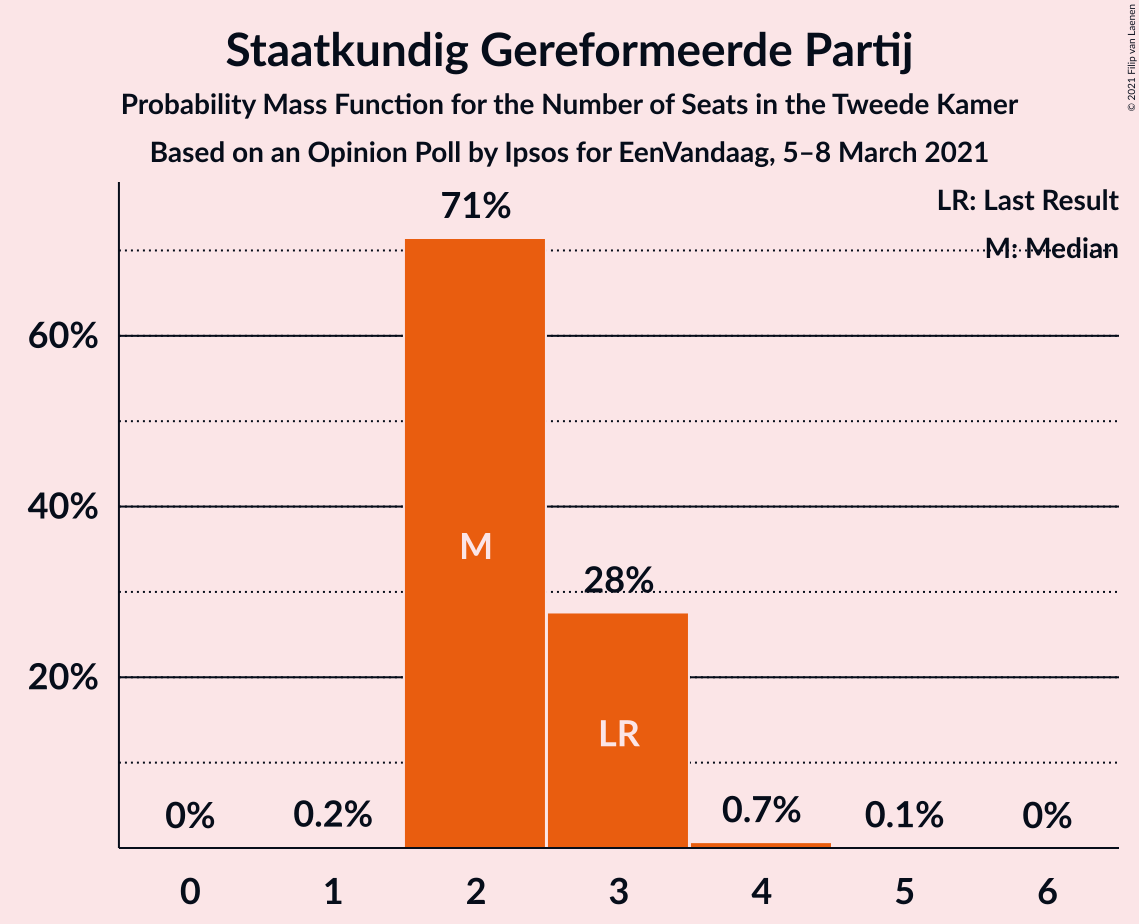 Staatkundig Gereformeerde Partij
Probability Mass Function for the Number of Seats in the Tweede Kamer
Based on an Opinion Poll by Ipsos for EenVandaag, 5–8 March 2021
© 2021 Filip van Laenen
LR: Last Result
M: Median
71%
60%
40%
M
28%
20%
LR
0%
0.2%
0.7%
0.1%
0%
0
1
2
3
4
5
6